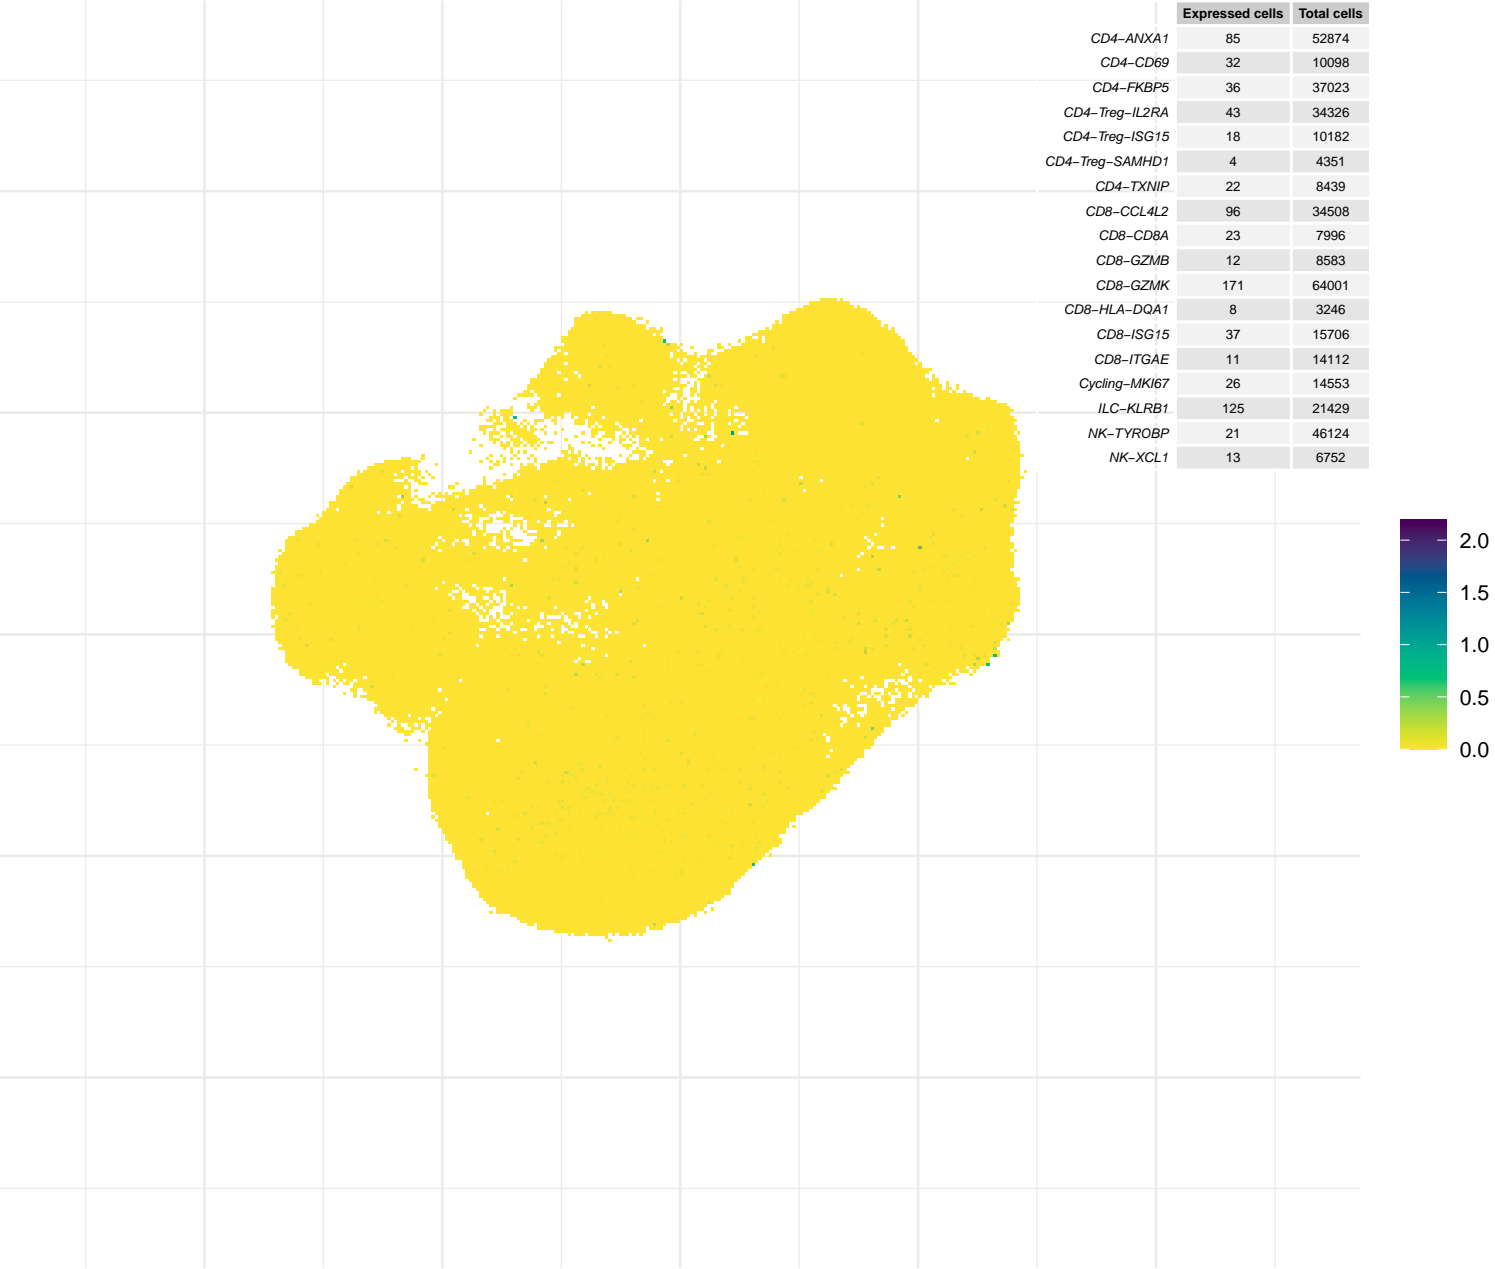 Expressed cells Total cells
CD4−ANXA1 85 52874
CD4−CD69 32 10098
CD4−FKBP5 36 37023
CD4−Treg−IL2RA 43 34326
CD4−Treg−ISG15 18 10182
CD4−Treg−SAMHD1 4 4351
CD4−TXNIP 22 8439
CD8−CCL4L2 96 34508
CD8−CD8A 23 7996
CD8−GZMB 12 8583
CD8−GZMK 171 64001
CD8−HLA−DQA1 8 3246
CD8−ISG15 37 15706
CD8−ITGAE 11 14112
Cycling−MKI67 26 14553
ILC−KLRB1 125 21429
NK−TYROBP 21 46124
NK−XCL1 13 6752
2.0
1.5
1.0
0.5
0.0